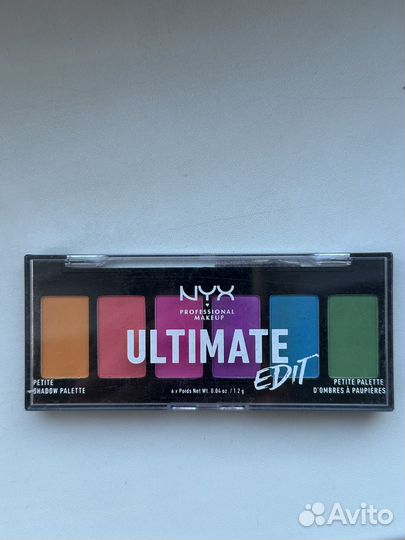 NYX
PROFESSIONAL
MAKEUP
ULTIMATE
EDIT
PETITE
SHADOW PALETTE
6 x Poids Net Wt. 0.04 oz / 1.2 g
PETITE PALETTE
D'OMBRES À PAUPIÈRES
Avito